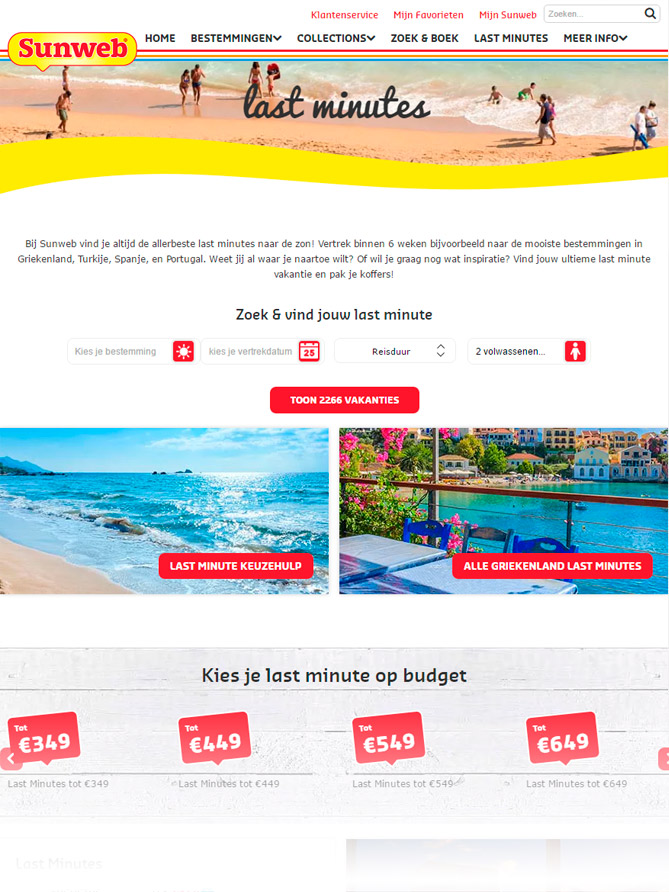 Klantenservice Mijn Favorieten Mijn Sunweb Zoeken...
Sunweb®
HOME BESTEMMINGEN COLLECTIONS ZOEK & BOEK LAST MINUTES MEER INFO
last minutes
Bij Sunweb vind je altijd de allerbeste last minutes naar de zon! Vertrek binnen 6 weken bijvoorbeeld naar de mooiste bestemmingen in
Griekenland, Turkije, Spanje, en Portugal. Weet jij al waar je naartoe wilt? Of wil je graag nog wat inspiratie? Vind jouw ultieme last minute
vakantie en pak je koffers!
Zoek & vind jouw last minute
Kies je bestemming kies je vertrekdatum 25 Reisduur 2 volwassenen...
TOON 2266 VAKANTIES
LAST MINUTE KEUZEHULP ALLE GRIEKENLAND LAST MINUTES
Kies je last minute op budget
Tot Tot Tot Tot
€349 €449 €549 €649
Last Minutes tot €349 Last Minutes tot €449 Last Minutes tot €549 Last Minutes tot €649
Last Minutes